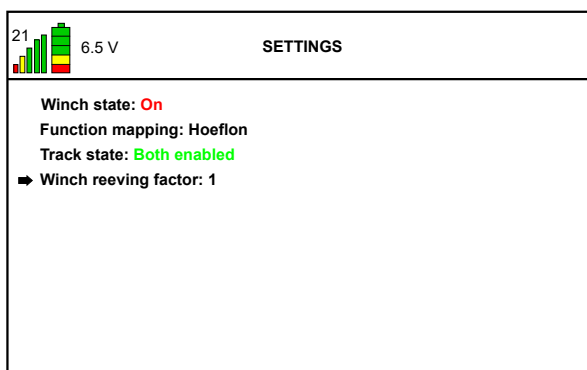 21
6.5 V
SETTINGS
Winch state: On
Function mapping: Hoeflon
Track state: Both enabled
Winch reeving factor: 1